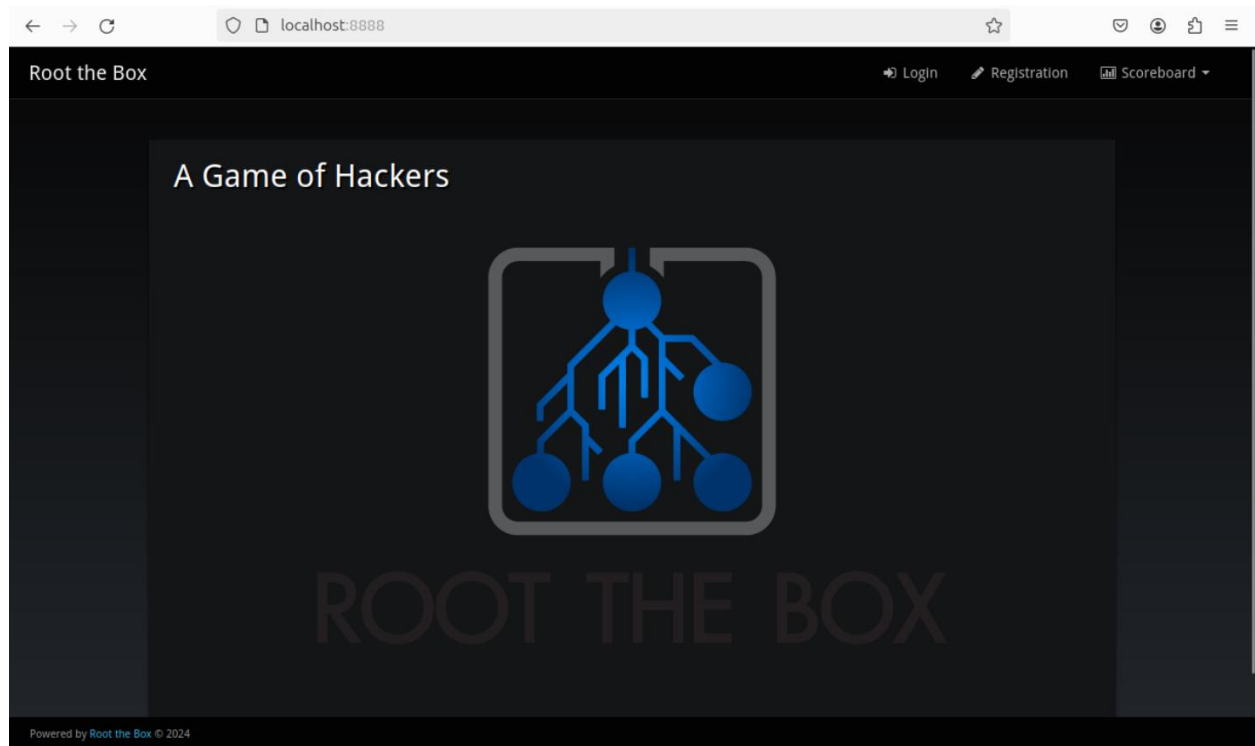 localhost:8888
Root the Box
Login
Registration
Scoreboard
A Game of Hackers
ROOT THE BOX
Powered by Root the Box © 2024